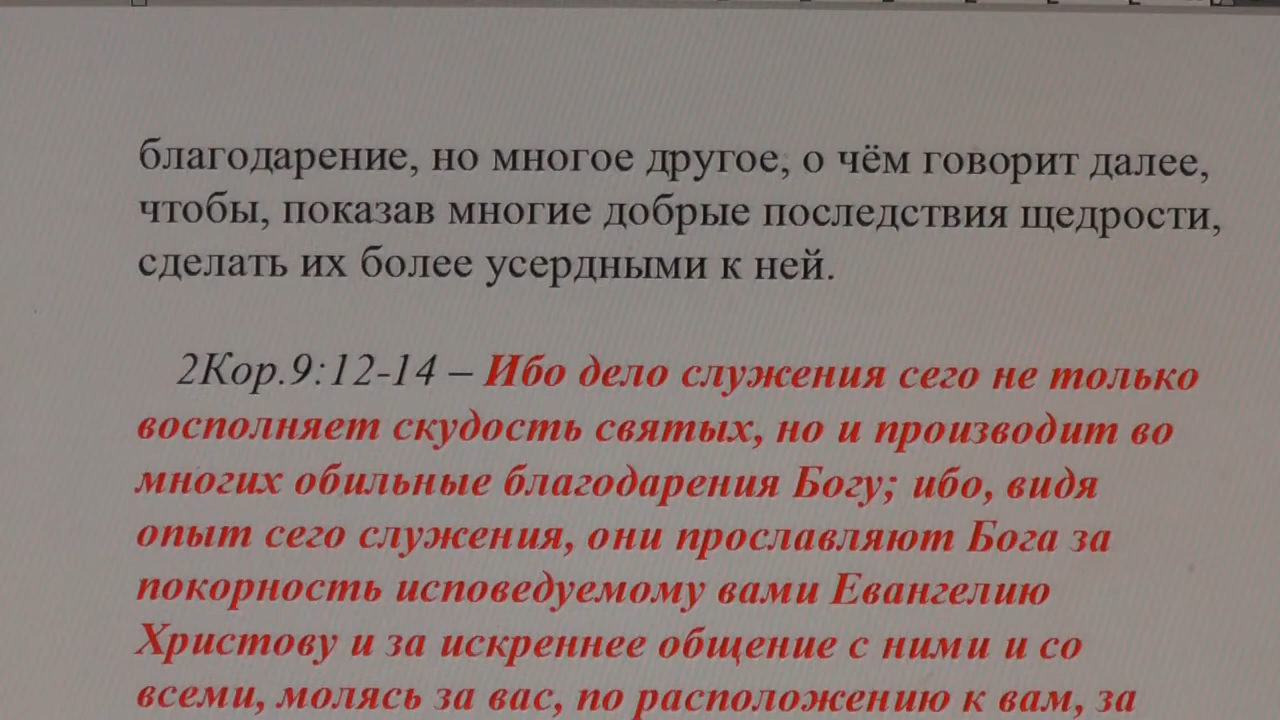 благодарение, но многое другое, о чём говорит далее,
чтобы, показав многие добрые последствия щедрости,
сделать их более усердными к ней.
2Кор.9:12-14 – Ибо дело служения сего не только
восполняет скудость святых, но и производит во
многих обильные благодарения Богу; ибо, видя
опыт сего служения, они прославляют Бога за
покорность исповедуемому вами Евангелию
Христову и за искреннее общение с ними и со
всеми, молясь за вас, по расположению к вам, за